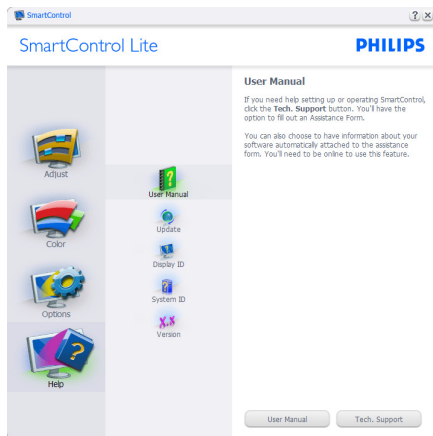 SmartControl
? X
SmartControl Lite
PHILIPS
Adjust
Color
Options
Help
User Manual
Update
Display ID
System ID
X.X
Version
User Manual
If you need help setting up or operating SmartControl,
click the Tech. Support button. You'll have the
option to fill out an Assistance Form.
You can also choose to have information about your
software automatically attached to the assistance
form. You'll need to be online to use this feature.
User Manual
Tech. Support